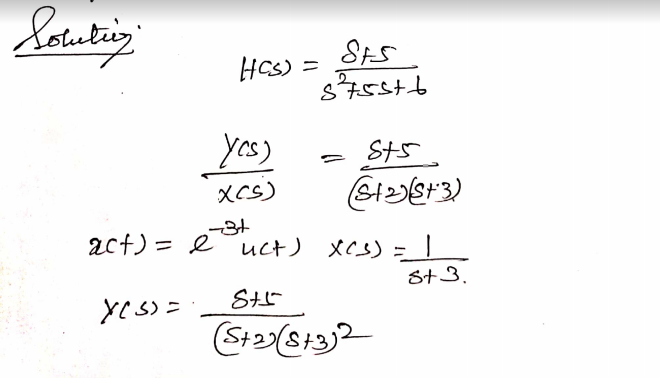 Solution:
H(s) = s+5 / s²+5s+6
Y(s) / X(s) = s+5 / (s+2)(s+3)
x(t) = e^-3t u(t) X(s) = 1 / s+3.
Y(s) = s+5 / (s+2)(s+3)²